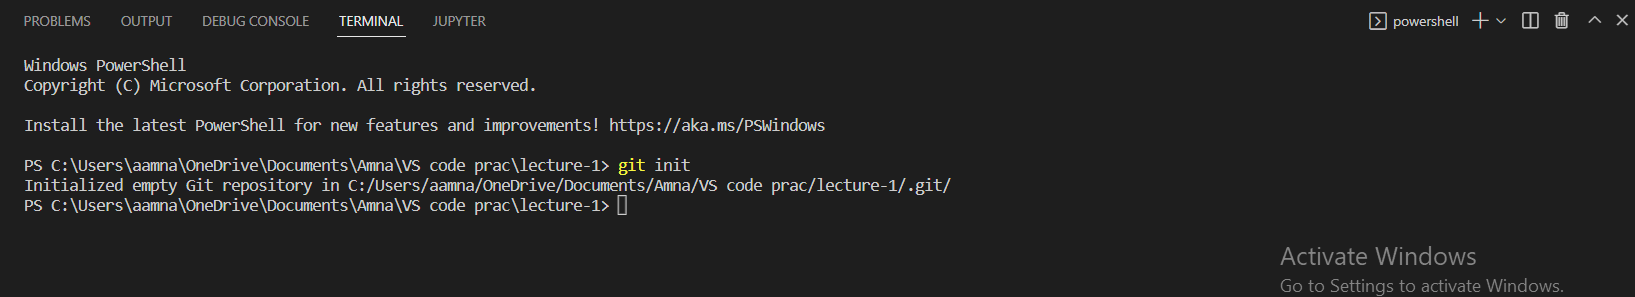 PROBLEMS OUTPUT DEBUG CONSOLE TERMINAL JUPYTER powershell
Windows PowerShell
Copyright (C) Microsoft Corporation. All rights reserved.
Install the latest PowerShell for new features and improvements! https://aka.ms/PSWindows
PS C:\Users\aamna\OneDrive\Documents\Amna\VS code prac\lecture-1> git init
Initialized empty Git repository in C:/Users/aamna/OneDrive/Documents/Amna/VS code prac/lecture-1/.git/
PS C:\Users\aamna\OneDrive\Documents\Amna\VS code prac\lecture-1>
Activate Windows
Go to Settings to activate Windows.